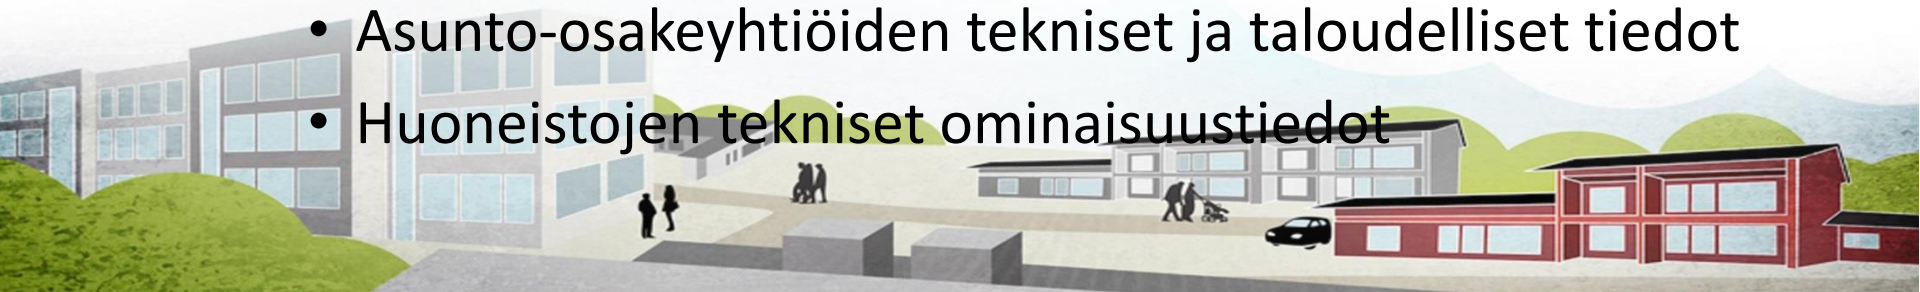 • Asunto-osakeyhtiöiden tekniset ja taloudelliset tiedot
• Huoneistojen tekniset ominaisuustiedot